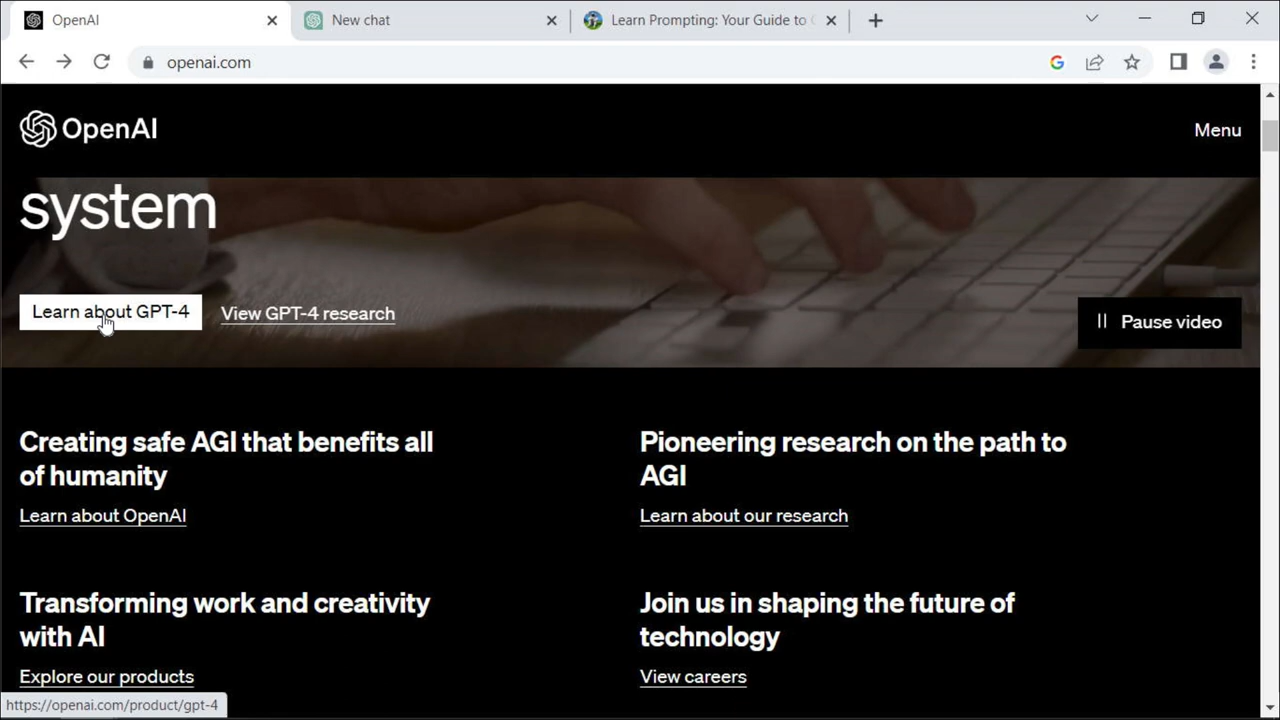 OpenAI
New chat
Learn Prompting: Your Guide to
openai.com
OpenAI
Menu
system
Learn about GPT-4
View GPT-4 research
Pause video
Creating safe AGI that benefits all
of humanity
Learn about OpenAI
Pioneering research on the path to
AGI
Learn about our research
Transforming work and creativity
with AI
Explore our products
Join us in shaping the future of
technology
View careers
https://openai.com/product/gpt-4